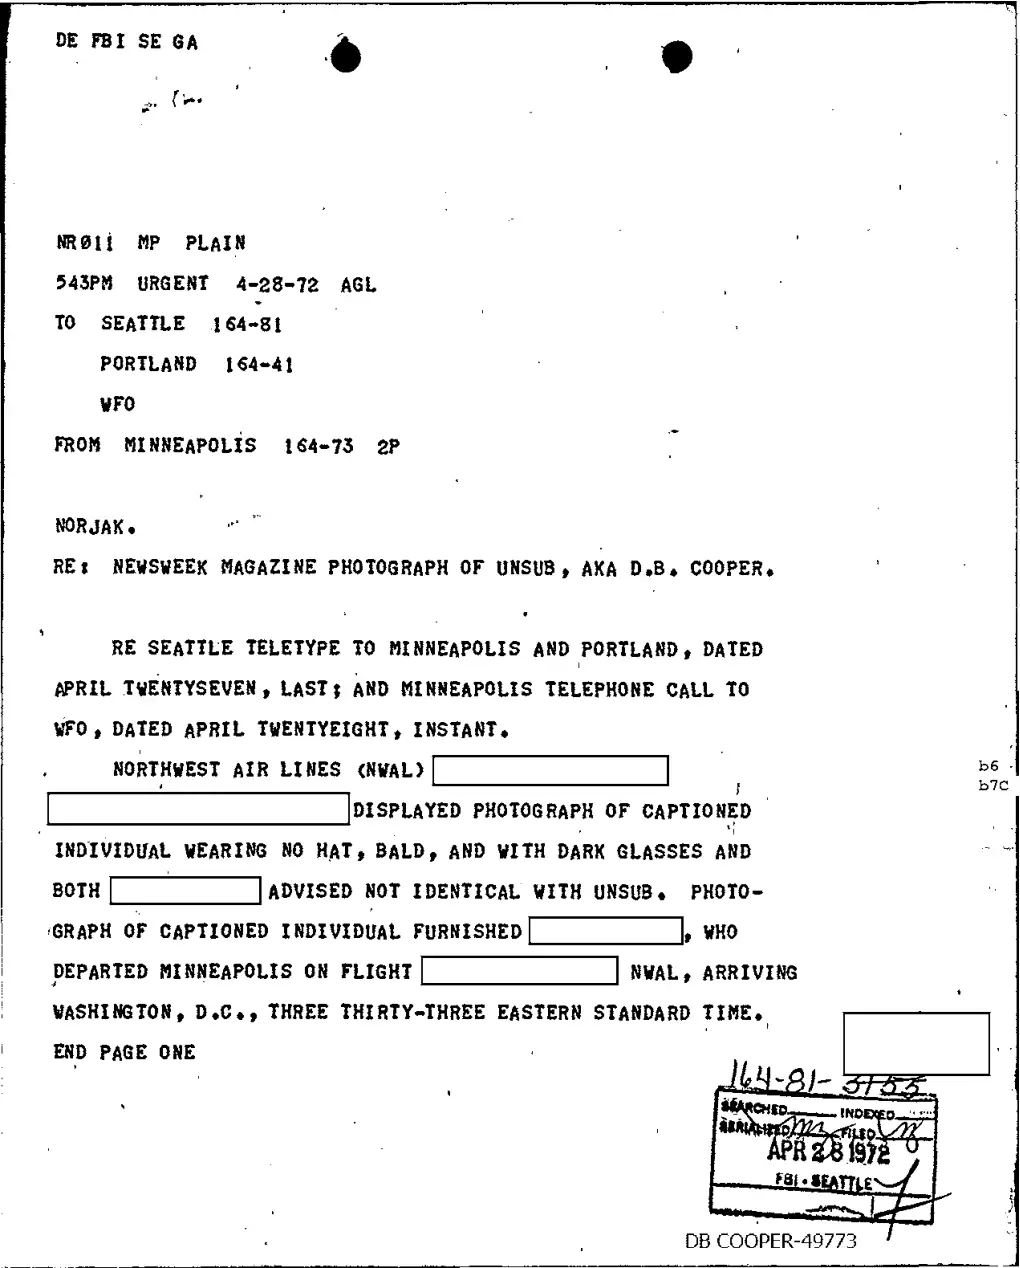 DE FBI SE GA
NR011 MP PLAIN
543PM URGENT 4-28-72 AGL
TO SEATTLE 164-81
PORTLAND 164-41
WFO
FROM MINNEAPOLIS 164-73 2P
NORJAK.
RE: NEWSWEEK MAGAZINE PHOTOGRAPH OF UNSUB, AKA D.B. COOPER.
RE SEATTLE TELETYPE TO MINNEAPOLIS AND PORTLAND, DATED
APRIL TWENTYSEVEN, LAST; AND MINNEAPOLIS TELEPHONE CALL TO
WFO, DATED APRIL TWENTYEIGHT, INSTANT.
NORTHWEST AIR LINES (NWAL)
b6
b7C
DISPLAYED PHOTOGRAPH OF CAPTIONED
INDIVIDUAL WEARING NO HAT, BALD, AND WITH DARK GLASSES AND
BOTH ADVISED NOT IDENTICAL WITH UNSUB. PHOTO-
GRAPH OF CAPTIONED INDIVIDUAL FURNISHED , WHO
DEPARTED MINNEAPOLIS ON FLIGHT NWAL, ARRIVING
WASHINGTON, D.C., THREE THIRTY-THREE EASTERN STANDARD TIME.
END PAGE ONE
164-81-3155
SEARCHED INDEXED
SERIALIZED FILED
APR 28 1972
FBI - SEATTLE
DB COOPER-49773